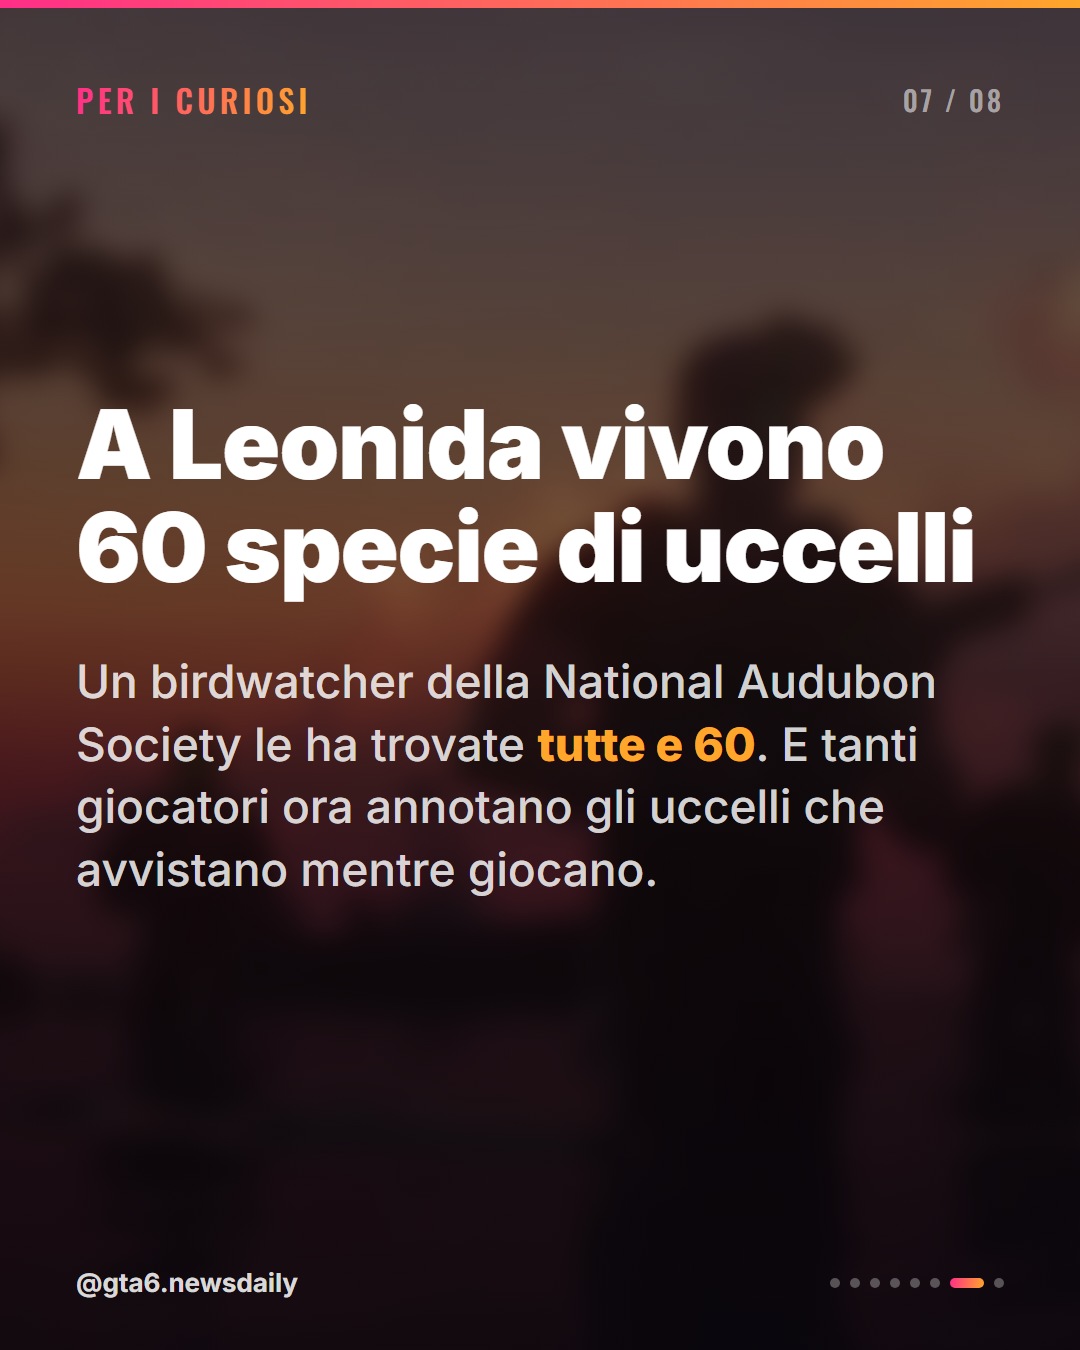 PER I CURIOSI
07 / 08
A Leonida vivono
60 specie di uccelli
Un birdwatcher della National Audubon
Society le ha trovate tutte e 60. E tanti
giocatori ora annotano gli uccelli che
avvistano mentre giocano.
@gta6.newsdaily